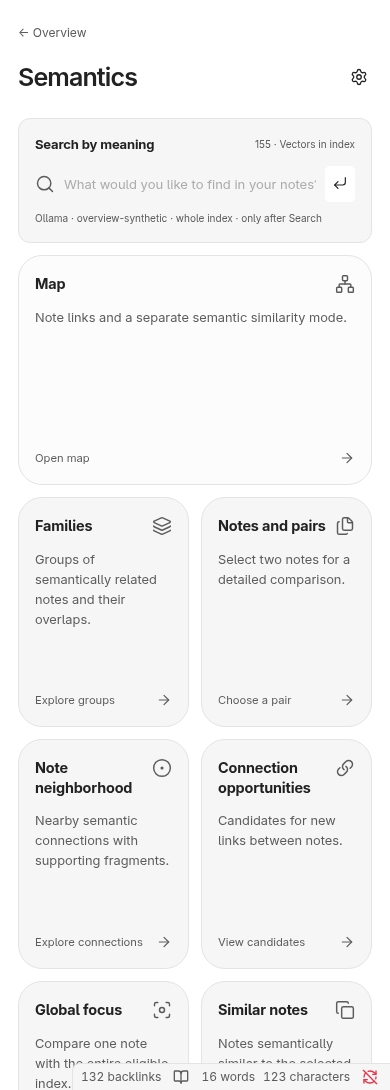 ← Overview
Semantics
Search by meaning
155 · Vectors in index
What would you like to find in your notes'
Ollama · overview-synthetic · whole index · only after Search
Map
Note links and a separate semantic similarity mode.
Open map
Families
Groups of
semantically related
notes and their
overlaps.
Explore groups
Notes and pairs
Select two notes for a
detailed comparison.
Choose a pair
Note
neighborhood
Nearby semantic
connections with
supporting fragments.
Explore connections
Connection
opportunities
Candidates for new
links between notes.
View candidates
Global focus
Compare one note
with the entire eligible
index.
Similar notes
Notes semantically
similar to the selected
132 backlinks 16 words 123 characters